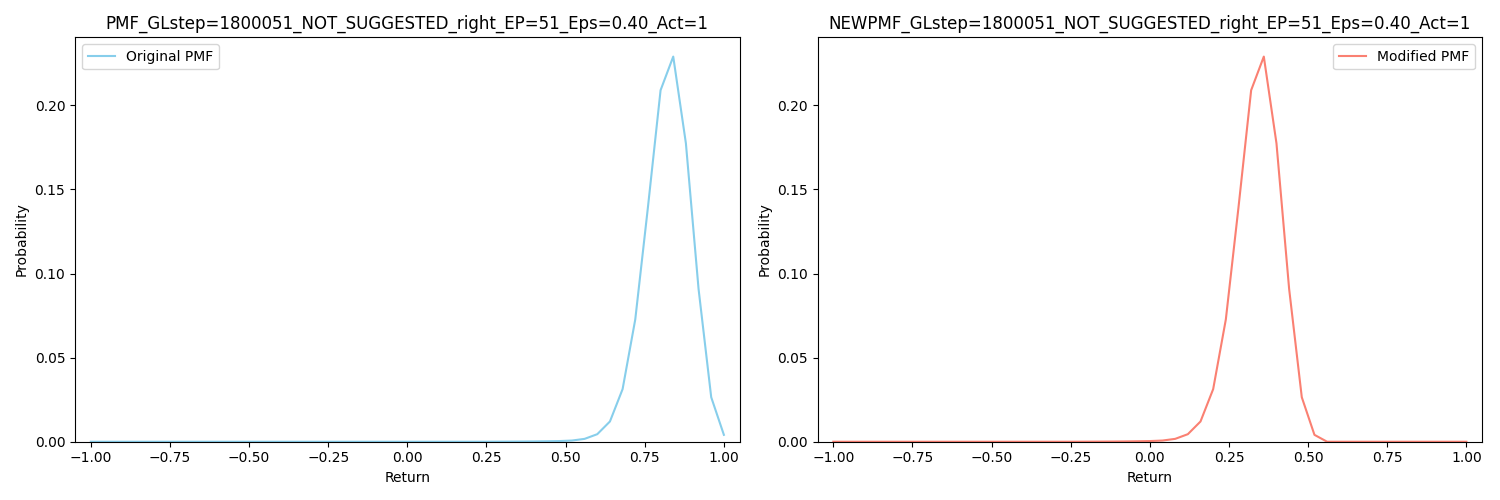 PMF_GLstep=1800051_NOT_SUGGESTED_right_EP=51_Eps=0.40_Act=1
Original PMF
Probability
0.20
0.15
0.10
0.05
0.00
−1.00 −0.75 −0.50 −0.25 0.00 0.25 0.50 0.75 1.00
Return
NEWPMF_GLstep=1800051_NOT_SUGGESTED_right_EP=51_Eps=0.40_Act=1
Modified PMF
Probability
0.20
0.15
0.10
0.05
0.00
−1.00 −0.75 −0.50 −0.25 0.00 0.25 0.50 0.75 1.00
Return